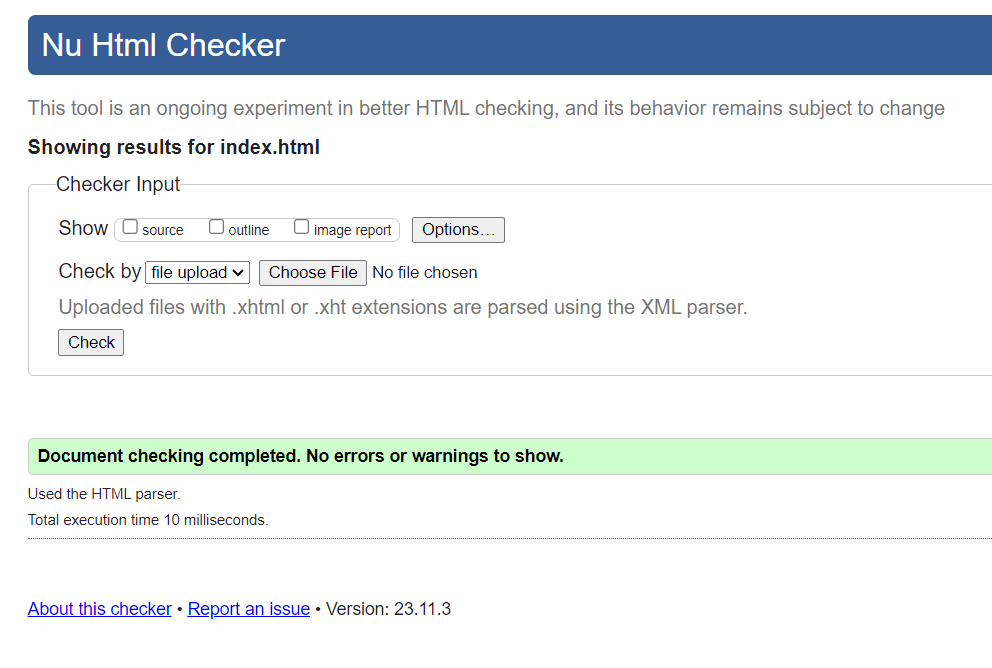 Nu Html Checker
This tool is an ongoing experiment in better HTML checking, and its behavior remains subject to change
Showing results for index.html
Checker Input
Show source outline image report Options…
Check by file upload Choose File No file chosen
Uploaded files with .xhtml or .xht extensions are parsed using the XML parser.
Check
Document checking completed. No errors or warnings to show.
Used the HTML parser.
Total execution time 10 milliseconds.
About this checker • Report an issue • Version: 23.11.3